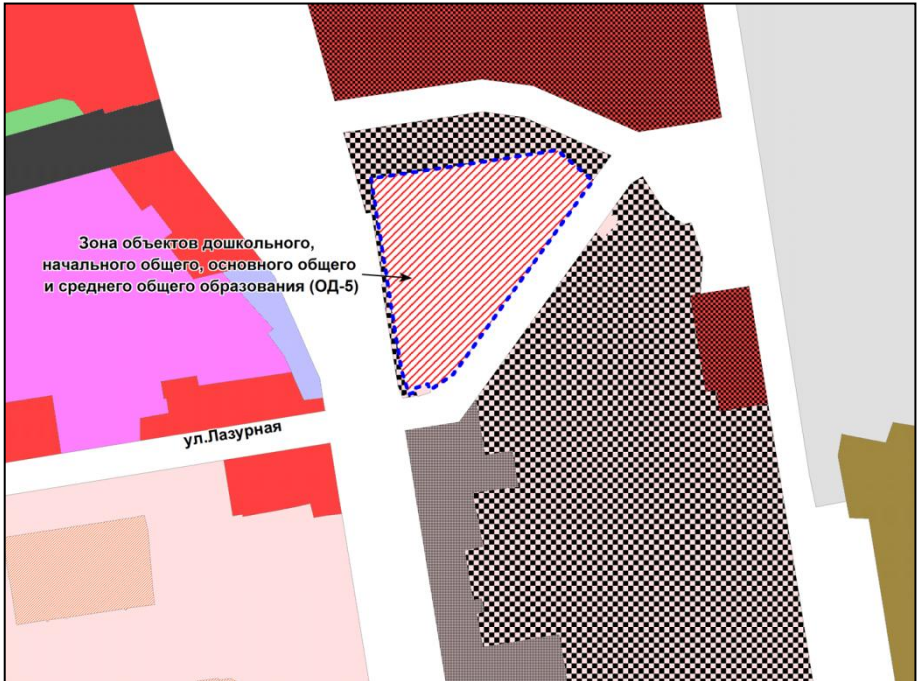 Зона объектов дошкольного,
начального общего, основного общего
и среднего общего образования (ОД-5)
ул.Лазурная